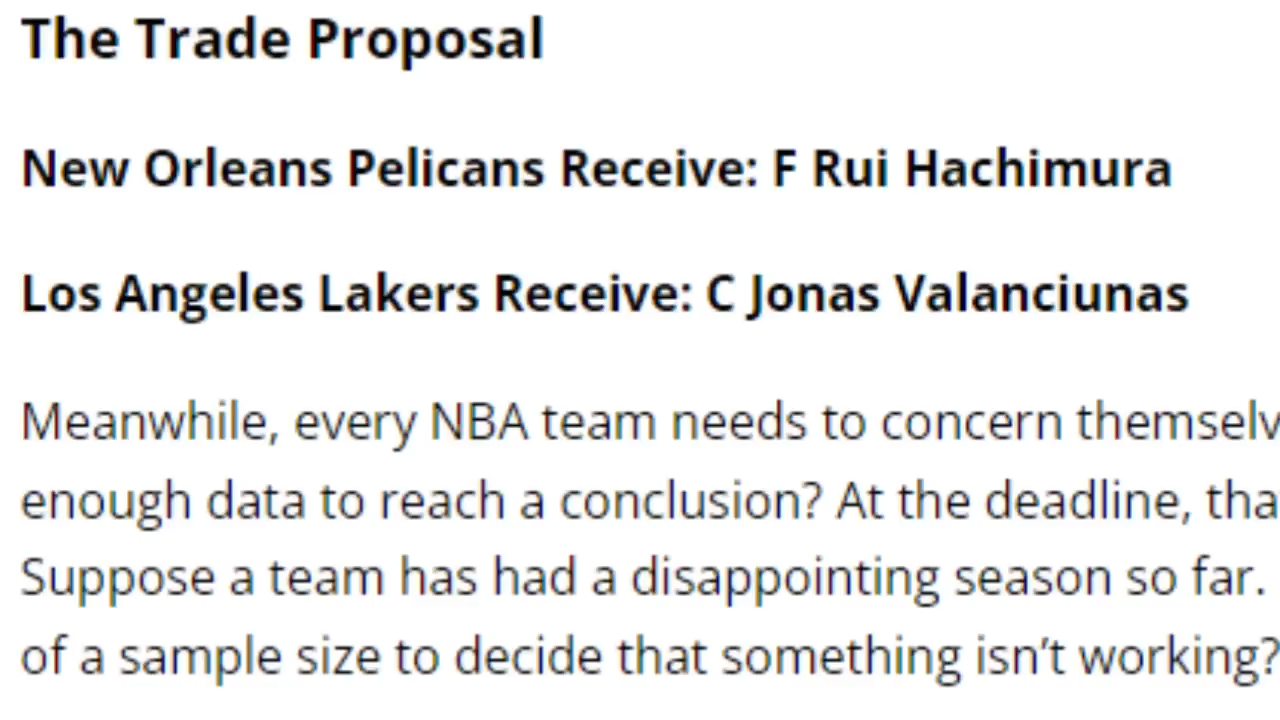 The Trade Proposal
New Orleans Pelicans Receive: F Rui Hachimura
Los Angeles Lakers Receive: C Jonas Valanciunas
Meanwhile, every NBA team needs to concern
enough data to reach a conclusion? At the deadline,
Suppose a team has had a disappointing season so far.
of a sample size to decide that something isn’t working?